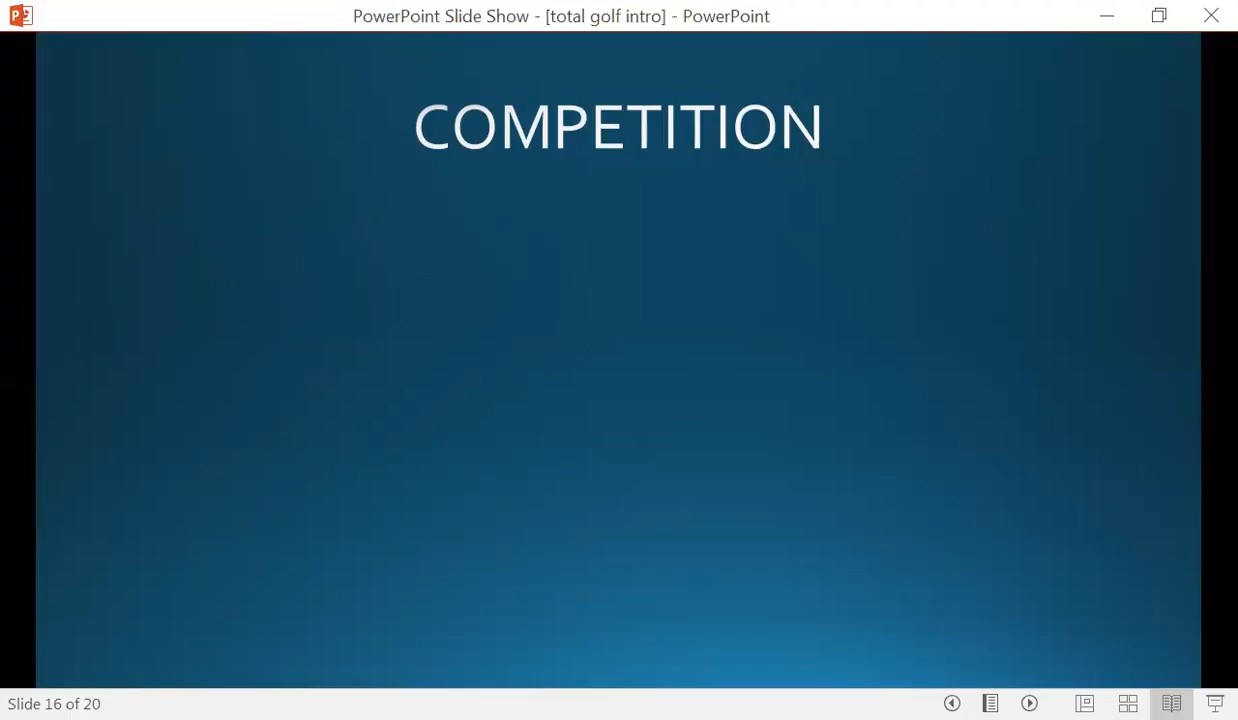 PowerPoint Slide Show - [total golf intro] - PowerPoint
COMPETITION
Slide 16 of 20